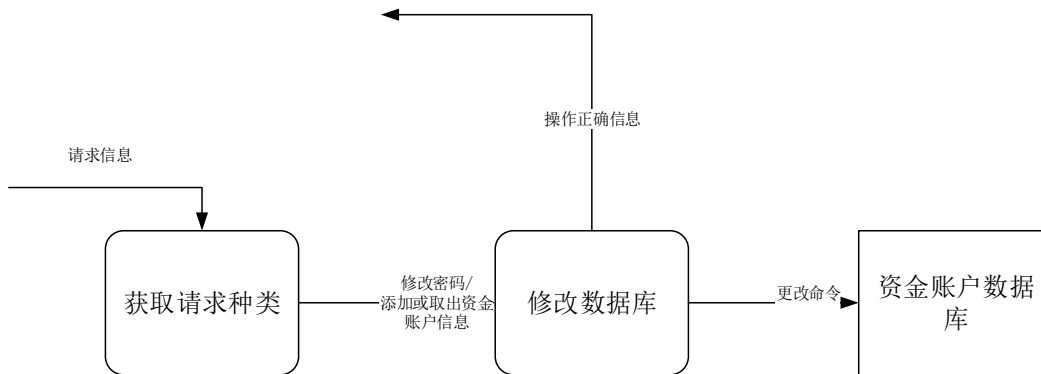 操作正确信息
请求信息
获取请求种类
修改密码/
添加或取出资金
账户信息
修改数据库
更改命令
资金账户数据
库